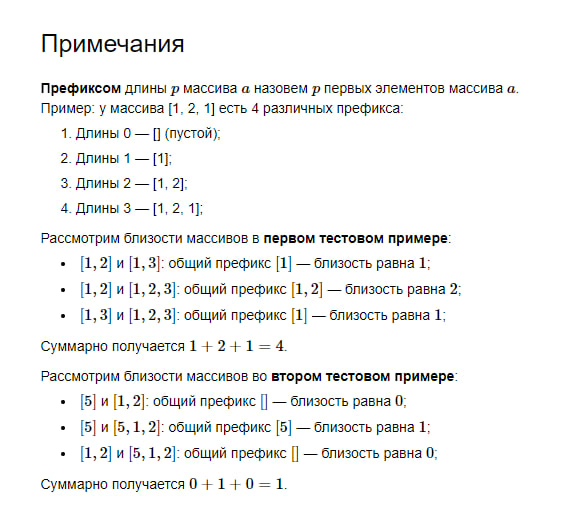 Примечания
Префиксом длины p массива a назовем p первых элементов массива a.
Пример: у массива [1, 2, 1] есть 4 различных префикса:
1. Длины 0 — [] (пустой);
2. Длины 1 — [1];
3. Длины 2 — [1, 2];
4. Длины 3 — [1, 2, 1];
Рассмотрим близости массивов в первом тестовом примере:
• [1, 2] и [1, 3]: общий префикс [1] — близость равна 1;
• [1, 2] и [1, 2, 3]: общий префикс [1, 2] — близость равна 2;
• [1, 3] и [1, 2, 3]: общий префикс [1] — близость равна 1;
Суммарно получается 1 + 2 + 1 = 4.
Рассмотрим близости массивов во втором тестовом примере:
• [5] и [1, 2]: общий префикс [] — близость равна 0;
• [5] и [5, 1, 2]: общий префикс [5] — близость равна 1;
• [1, 2] и [5, 1, 2]: общий префикс [] — близость равна 0;
Суммарно получается 0 + 1 + 0 = 1.